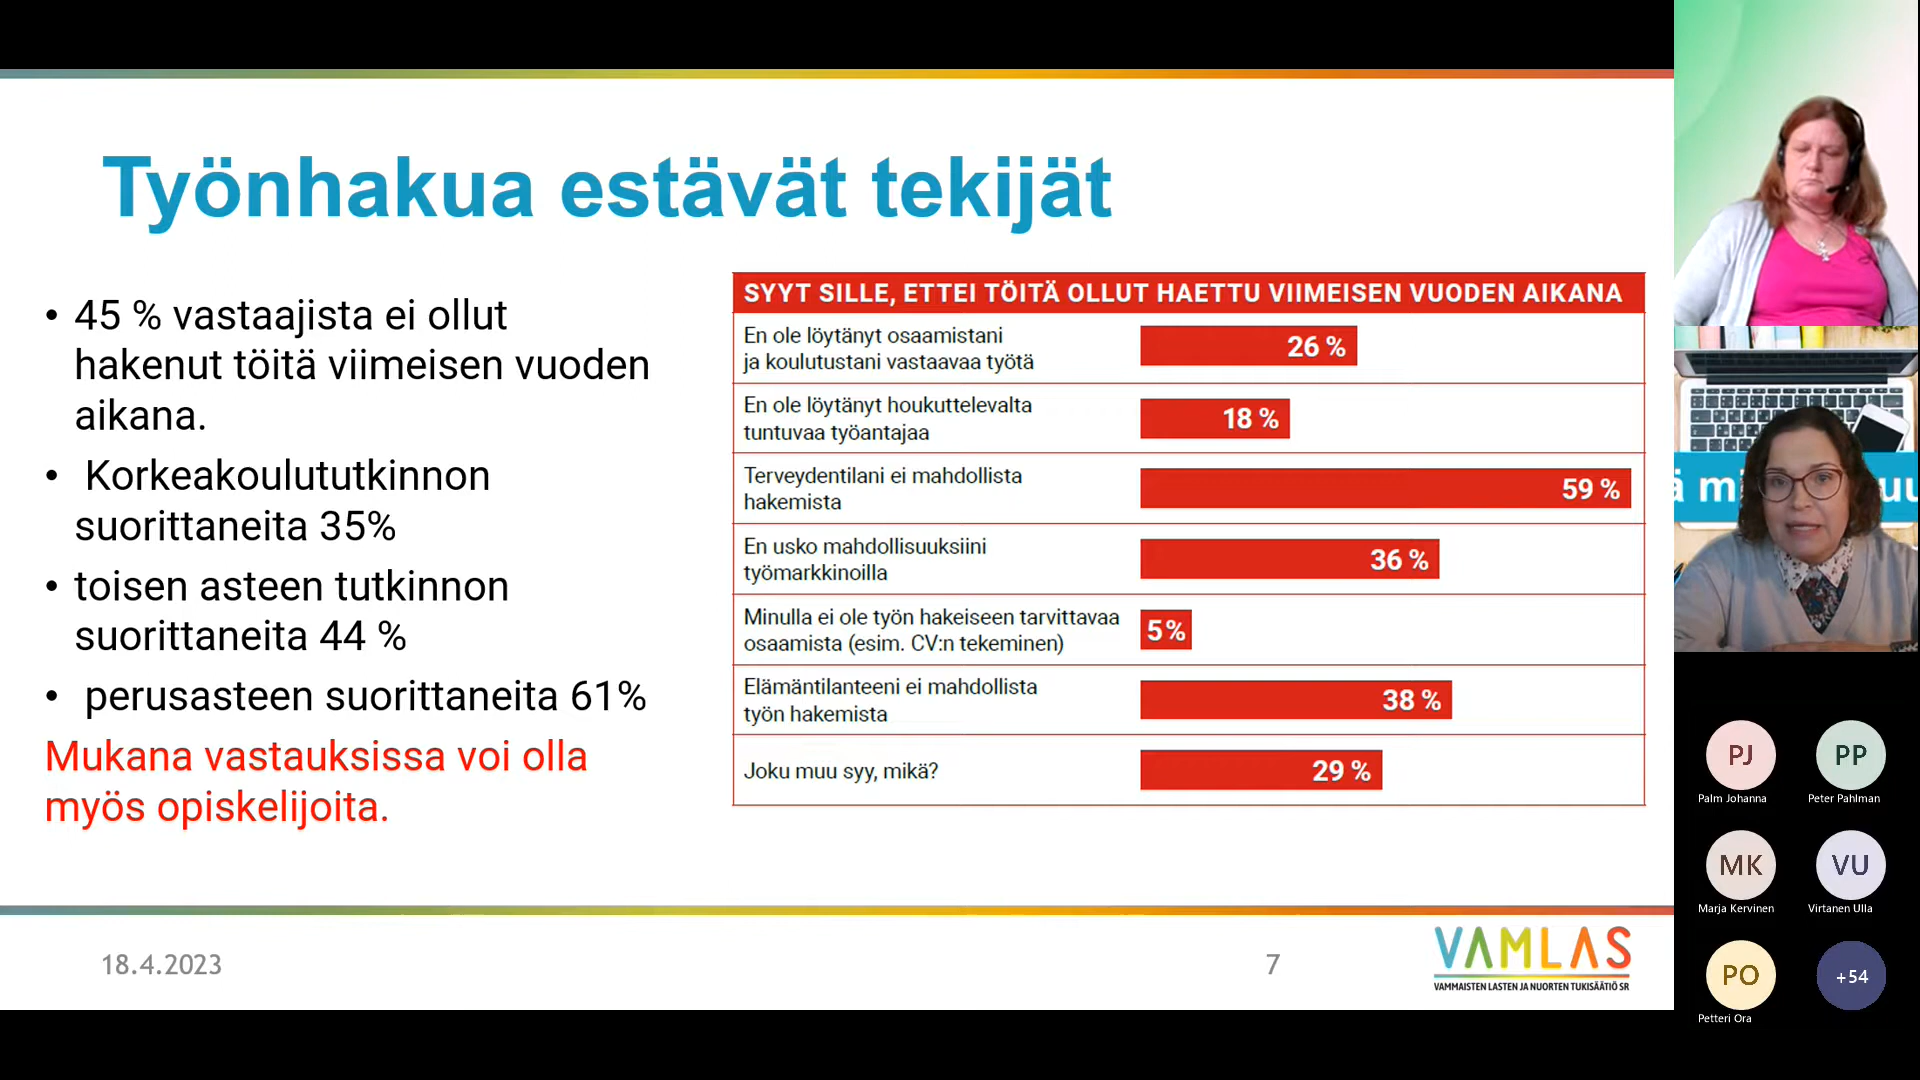 Työnhakua estävät tekijät
• 45 % vastaajista ei ollut
hakenut töitä viimeisen vuoden
aikana.
• Korkeakoulututkinnon
suorittaneita 35%
• toisen asteen tutkinnon
suorittaneita 44 %
• perusasteen suorittaneita 61%
Mukana vastauksissa voi olla
myös opiskelijoita.
SYYT SILLE, ETTEI TÖITÄ OLLUT HAETTU VIIMEISEN VUODEN AIKANA
En ole löytänyt osaamistani
ja koulutustani vastaavaa työtä
26 %
En ole löytänyt houkuttelevalta
tuntuvaa työantajaa
18 %
Terveydentilani ei mahdollista
hakemista
59 %
En usko mahdollisuuksiini
työmarkkinoilla
36 %
Minulla ei ole työn hakeiseen tarvittavaa
osaamista (esim. CV:n tekeminen)
5%
Elämäntilanteeni ei mahdollista
työn hakemista
38 %
Joku muu syy, mikä?
29 %
18.4.2023
7
VAMLAS
VAMMAISTEN LASTEN JA NUORTEN TUKISÄÄTIÖ SR
PJ
Palm Johanna
PP
Peter Pahlman
MK
Marja Kervinen
VU
Virtanen Ulla
PO
Petteri Ora
+54